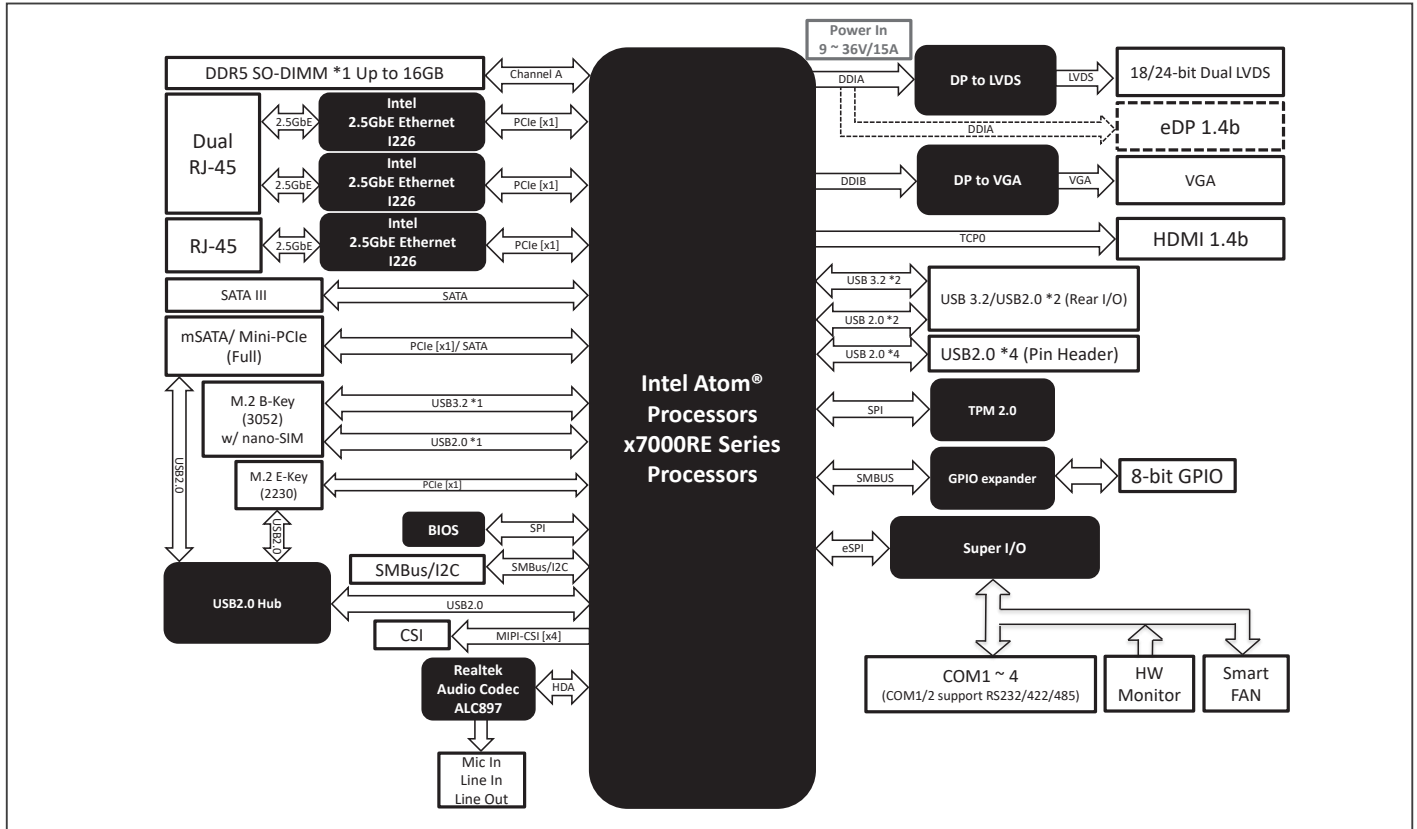 Power In
9 ~ 36V/15A
DDR5 SO-DIMM *1 Up to 16GB
Channel A
Dual
RJ-45
2.5GbE
Intel
2.5GbE Ethernet
I226
PCIe [x1]
2.5GbE
Intel
2.5GbE Ethernet
I226
PCIe [x1]
RJ-45
2.5GbE
Intel
2.5GbE Ethernet
I226
PCIe [x1]
SATA III
SATA
mSATA/ Mini-PCIe
(Full)
PCIe [x1]/ SATA
M.2 B-Key
(3052)
w/ nano-SIM
USB3.2 *1
USB2.0 *1
USB2.0
M.2 E-Key
(2230)
PCIe [x1]
USB2.0
BIOS
SPI
SMBus/I2C
SMBus/I2C
USB2.0 Hub
USB2.0
CSI
MIPI-CSI [x4]
Realtek
Audio Codec
ALC897
HDA
Mic In
Line In
Line Out
Intel Atom®
Processors
x7000RE Series
Processors
DDIA
DP to LVDS
LVDS
18/24-bit Dual LVDS
DDIA
eDP 1.4b
DDIB
DP to VGA
VGA
VGA
TCP0
HDMI 1.4b
USB 3.2 *2
USB 2.0 *2
USB 3.2/USB2.0 *2 (Rear I/O)
USB 2.0 *4
USB2.0 *4 (Pin Header)
SPI
TPM 2.0
SMBUS
GPIO expander
8-bit GPIO
eSPI
Super I/O
COM1 ~ 4
(COM1/2 support RS232/422/485)
HW
Monitor
Smart
FAN